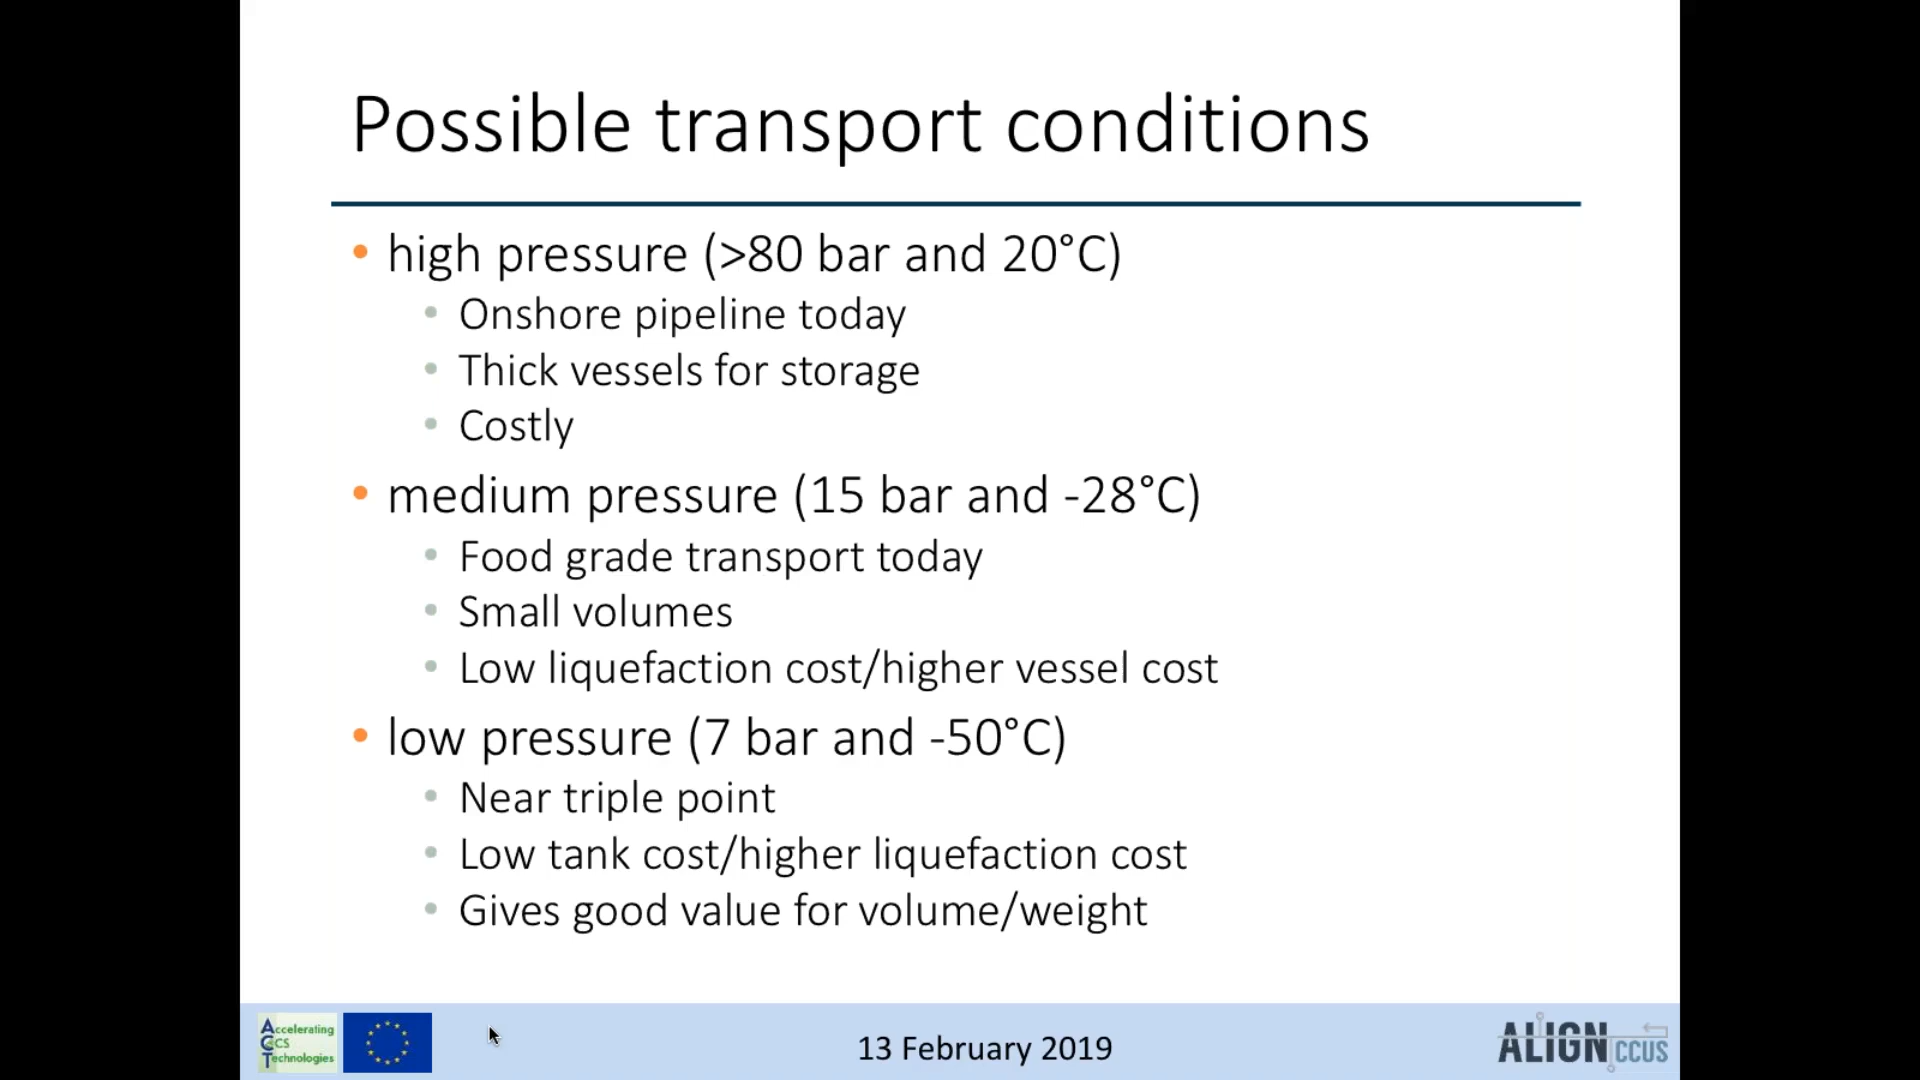 Possible transport conditions
• high pressure (>80 bar and 20°C)
• Onshore pipeline today
• Thick vessels for storage
• Costly
• medium pressure (15 bar and -28°C)
• Food grade transport today
• Small volumes
• Low liquefaction cost/higher vessel cost
• low pressure (7 bar and -50°C)
• Near triple point
• Low tank cost/higher liquefaction cost
• Gives good value for volume/weight
Accelerating
CCS
Technologies
13 February 2019
ALIGN CCUS